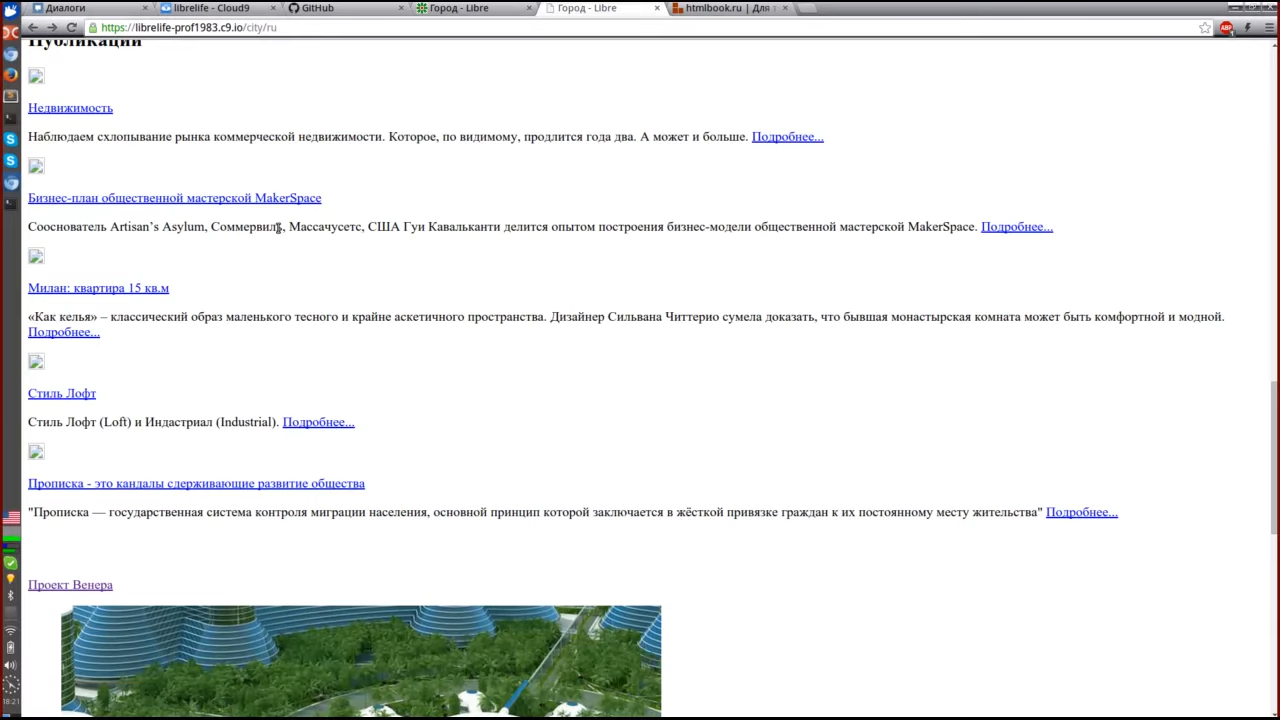 Диалоги
librelife - Cloud9
GitHub
Город - Libre
Город - Libre
htmlbook.ru | Для
https://librelife-prof1983.c9.io/city/ru
ABP
Публикации
Недвижимость
Наблюдаем схлопывание рынка коммерческой недвижимости. Которое, по видимому, продлится года два. А может и больше. Подробнее...
Бизнес-план общественной мастерской MakerSpace
Сооснователь Artisan’s Asylum, Соммервиль, Массачусетс, США Гуи Кавальканти делится опытом построения бизнес-модели общественной мастерской MakerSpace. Подробнее...
Милан: квартира 15 кв.м
«Как келья» – классический образ маленького тесного и крайне аскетичного пространства. Дизайнер Сильвана Читтерио сумела доказать, что бывшая монастырская комната может быть комфортной и модной.
Подробнее...
Стиль Лофт
Стиль Лофт (Loft) и Индастриал (Industrial). Подробнее...
Прописка - это кандалы сдерживающие развитие общества
"Прописка — государственная система контроля миграции населения, основной принцип которой заключается в жёсткой привязке граждан к их постоянному месту жительства" Подробнее...
Проект Венера
18:21